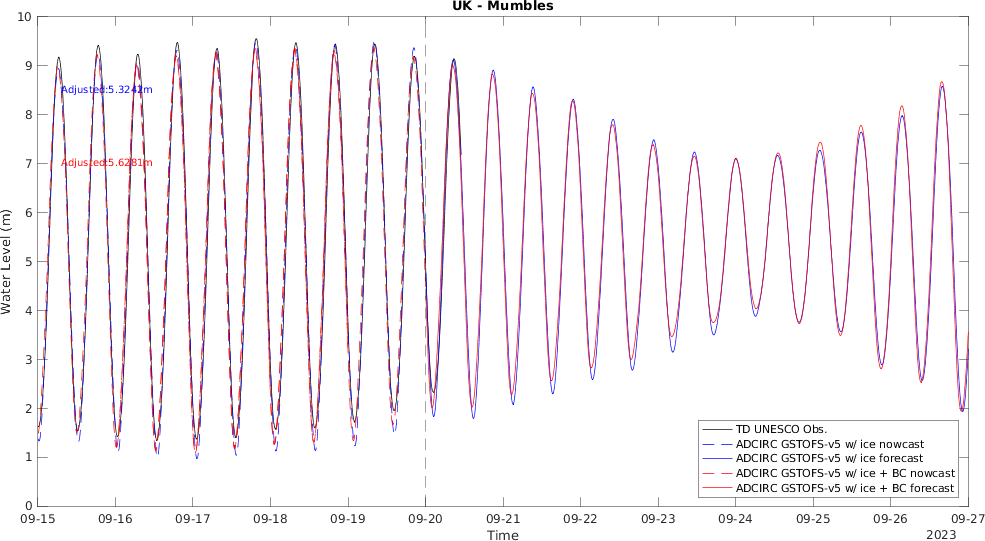 UK - Mumbles
10
9
8
7
6
5
4
3
2
1
0
Water Level (m)
Adjusted:5.3242m
Adjusted:5.6281m
TD UNESCO Obs.
ADCIRC GSTOFS-v5 w/ ice nowcast
ADCIRC GSTOFS-v5 w/ ice forecast
ADCIRC GSTOFS-v5 w/ ice + BC nowcast
ADCIRC GSTOFS-v5 w/ ice + BC forecast
09-15 09-16 09-17 09-18 09-19 09-20 09-21 09-22 09-23 09-24 09-25 09-26 09-27
Time
2023